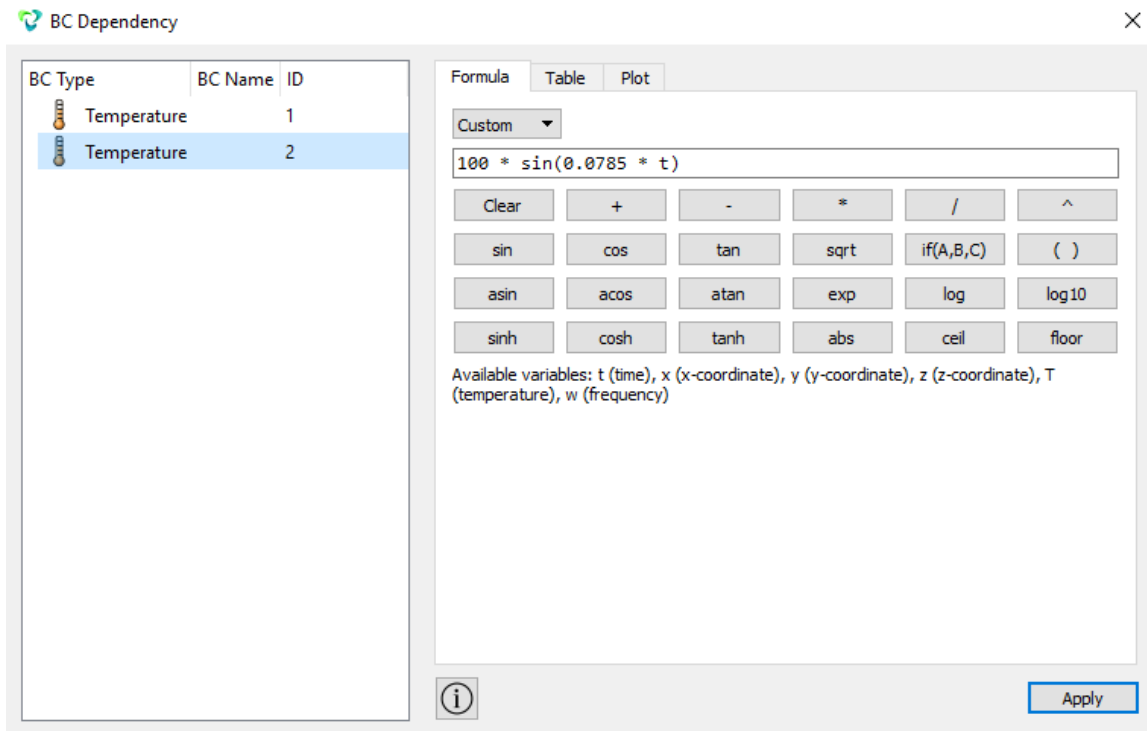 BC Dependency
BC Type BC Name ID
Temperature 1
Temperature 2
Formula Table Plot
Custom
100 * sin(0.0785 * t)
Clear + - * / ^
sin cos tan sqrt if(A,B,C) ( )
asin acos atan exp log log10
sinh cosh tanh abs ceil floor
Available variables: t (time), x (x-coordinate), y (y-coordinate), z (z-coordinate), T
(temperature), w (frequency)
Apply